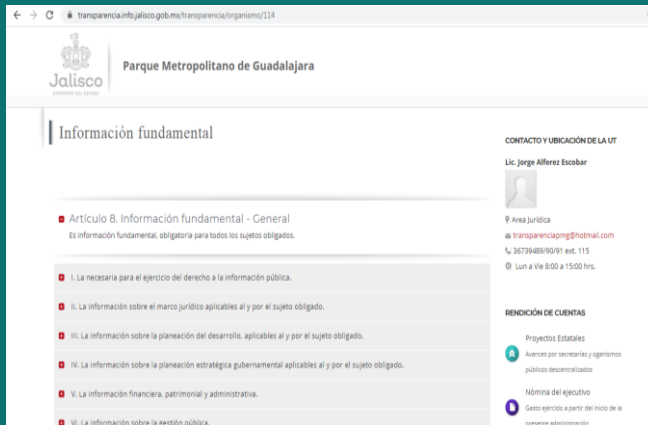 transparencia.info.jalisco.gob.mx/transparencia/organismo/114
Jalisco
GOBIERNO DEL ESTADO
Parque Metropolitano de Guadalajara
Información fundamental
Artículo 8. Información fundamental - General
Es información fundamental, obligatoria para todos los sujetos obligados.
I. La necesaria para el ejercicio del derecho a la información pública.
II. La información sobre el marco jurídico aplicables al y por el sujeto obligado.
III. La información sobre la planeación del desarrollo, aplicables al y por el sujeto obligado.
IV. La información sobre la planeación estratégica gubernamental aplicables al y por el sujeto obligado.
V. La información financiera, patrimonial y administrativa.
VI. La información sobre la gestión pública.
CONTACTO Y UBICACIÓN DE LA UT
Lic. Jorge Alferez Escobar
Area Jurídica
transparenciapmg@hotmail.com
36739489/90/91 ext. 115
Lun a Vie 8:00 a 15:00 hrs.
RENDICIÓN DE CUENTAS
Proyectos Estatales
Avances por secretarías y oganismos
públicos descentralizados
Nómina del ejecutivo
Gasto ejercido a partir del inicio de la
presente administración